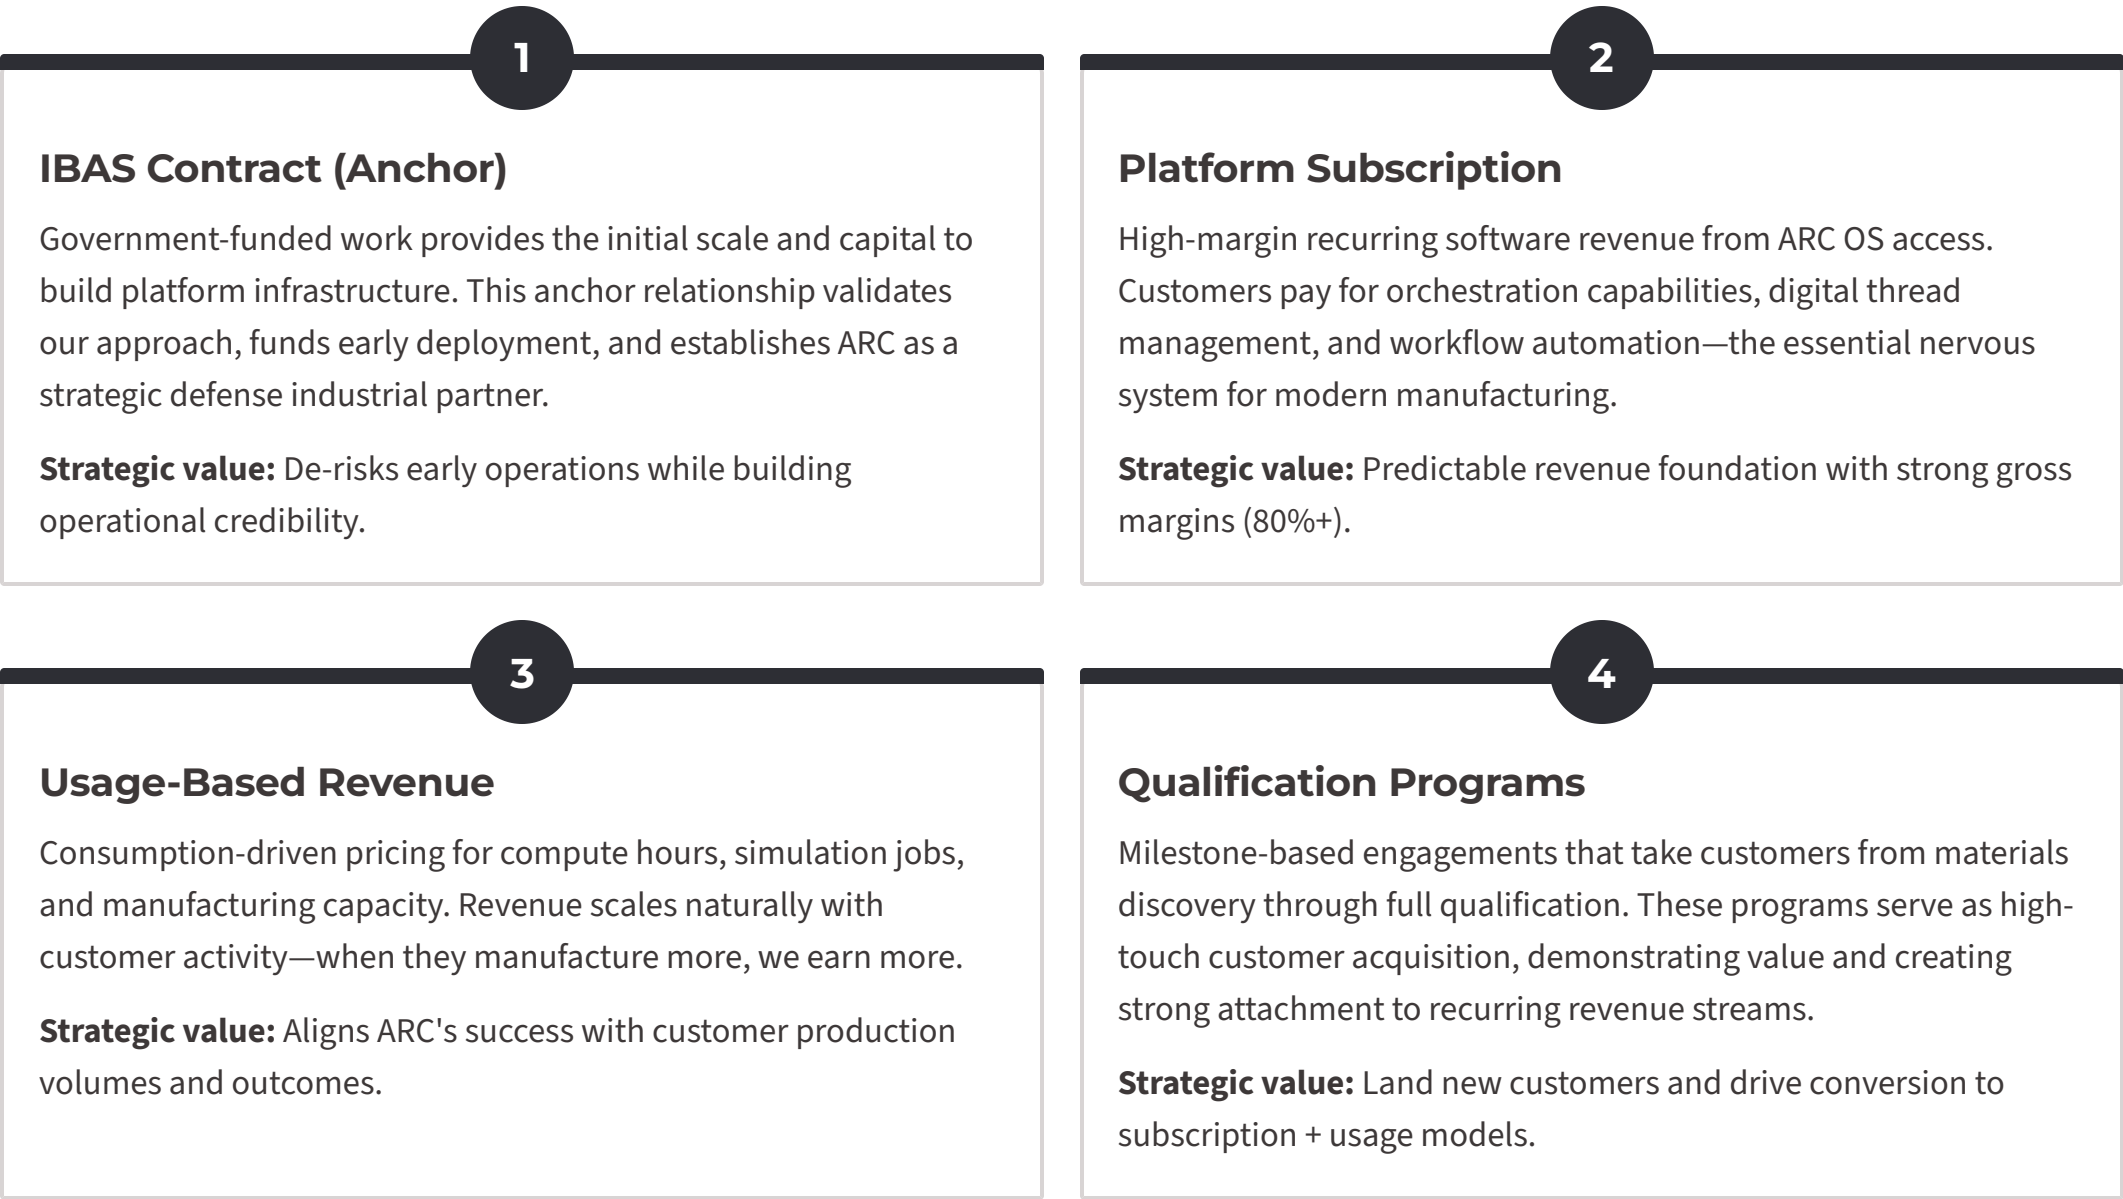 1
IBAS Contract (Anchor)
Government-funded work provides the initial scale and capital to
build platform infrastructure. This anchor relationship validates
our approach, funds early deployment, and establishes ARC as a
strategic defense industrial partner.
Strategic value: De-risks early operations while building
operational credibility.
2
Platform Subscription
High-margin recurring software revenue from ARC OS access.
Customers pay for orchestration capabilities, digital thread
management, and workflow automation—the essential nervous
system for modern manufacturing.
Strategic value: Predictable revenue foundation with strong gross
margins (80%+).
3
Usage-Based Revenue
Consumption-driven pricing for compute hours, simulation jobs,
and manufacturing capacity. Revenue scales naturally with
customer activity—when they manufacture more, we earn more.
Strategic value: Aligns ARC's success with customer production
volumes and outcomes.
4
Qualification Programs
Milestone-based engagements that take customers from materials
discovery through full qualification. These programs serve as high-
touch customer acquisition, demonstrating value and creating
strong attachment to recurring revenue streams.
Strategic value: Land new customers and drive conversion to
subscription + usage models.